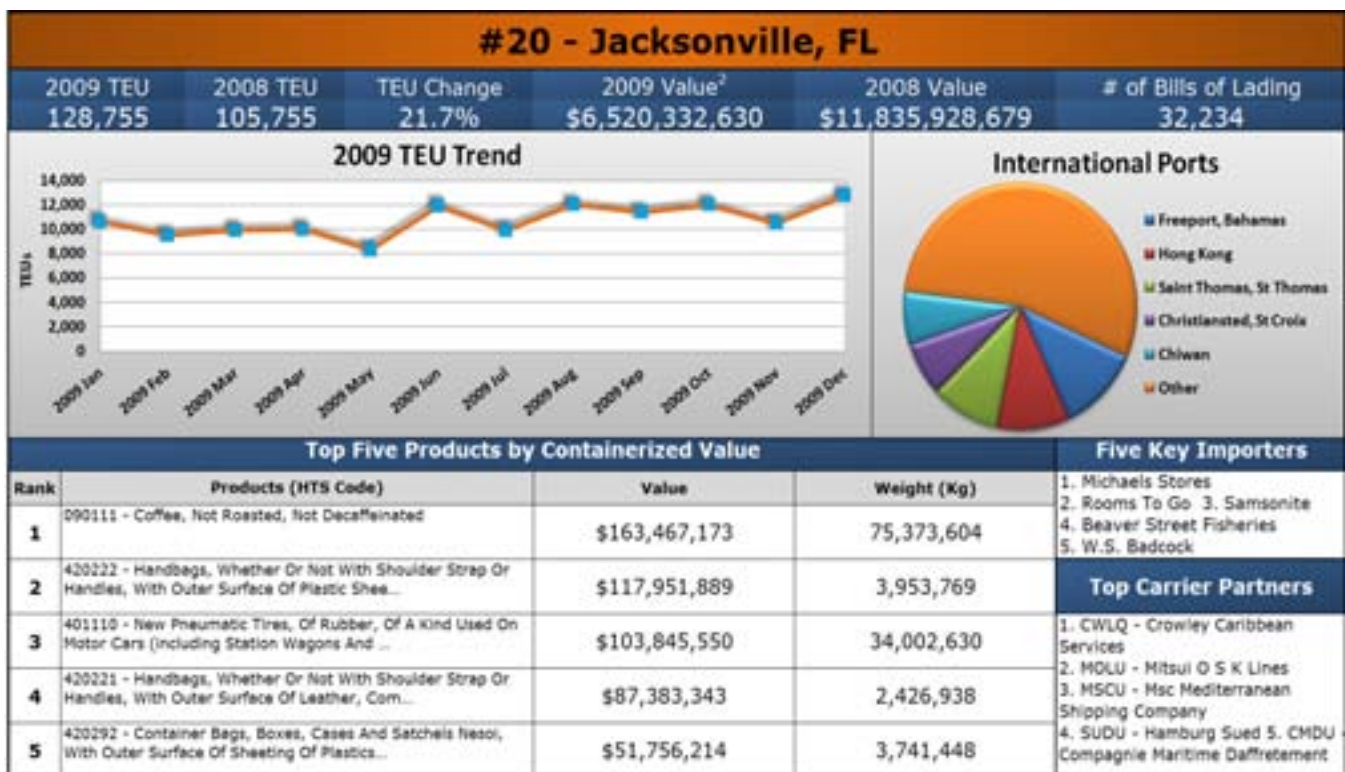 #20 - Jacksonville, FL
2009 TEU 2008 TEU TEU Change 2009 Value² 2008 Value # of Bills of Lading
128,755 105,755 21.7% $6,520,332,630 $11,835,928,679 32,234
2009 TEU Trend
14,000
12,000
10,000
8,000
6,000
4,000
2,000
0
TEUs
2009 Jan 2009 Feb 2009 Mar 2009 Apr 2009 May 2009 Jun 2009 Jul 2009 Aug 2009 Sep 2009 Oct 2009 Nov 2009 Dec
International Ports
Freeport, Bahamas
Hong Kong
Saint Thomas, St Thomas
Christiansted, St Croix
Chiwan
Other
Top Five Products by Containerized Value
Rank Products (HTS Code) Value Weight (Kg)
1 090111 - Coffee, Not Roasted, Not Decaffeinated $163,467,173 75,373,604
2 420222 - Handbags, Whether Or Not With Shoulder Strap Or
Handles, With Outer Surface Of Plastic Shee... $117,951,889 3,953,769
3 401110 - New Pneumatic Tires, Of Rubber, Of A Kind Used On
Motor Cars (including Station Wagons And ... $103,845,550 34,002,630
4 420221 - Handbags, Whether Or Not With Shoulder Strap Or
Handles, With Outer Surface Of Leather, Com... $87,383,343 2,426,938
5 420292 - Container Bags, Boxes, Cases And Satchels Nesoi,
With Outer Surface Of Sheeting Of Plastics... $51,756,214 3,741,448
Five Key Importers
1. Michaels Stores
2. Rooms To Go 3. Samsonite
4. Beaver Street Fisheries
5. W.S. Badcock
Top Carrier Partners
1. CWLQ - Crowley Caribbean
Services
2. MOLU - Mitsui O S K Lines
3. MSCU - Msc Mediterranean
Shipping Company
4. SUDU - Hamburg Sued 5. CMDU -
Compagnie Maritime Daffretement